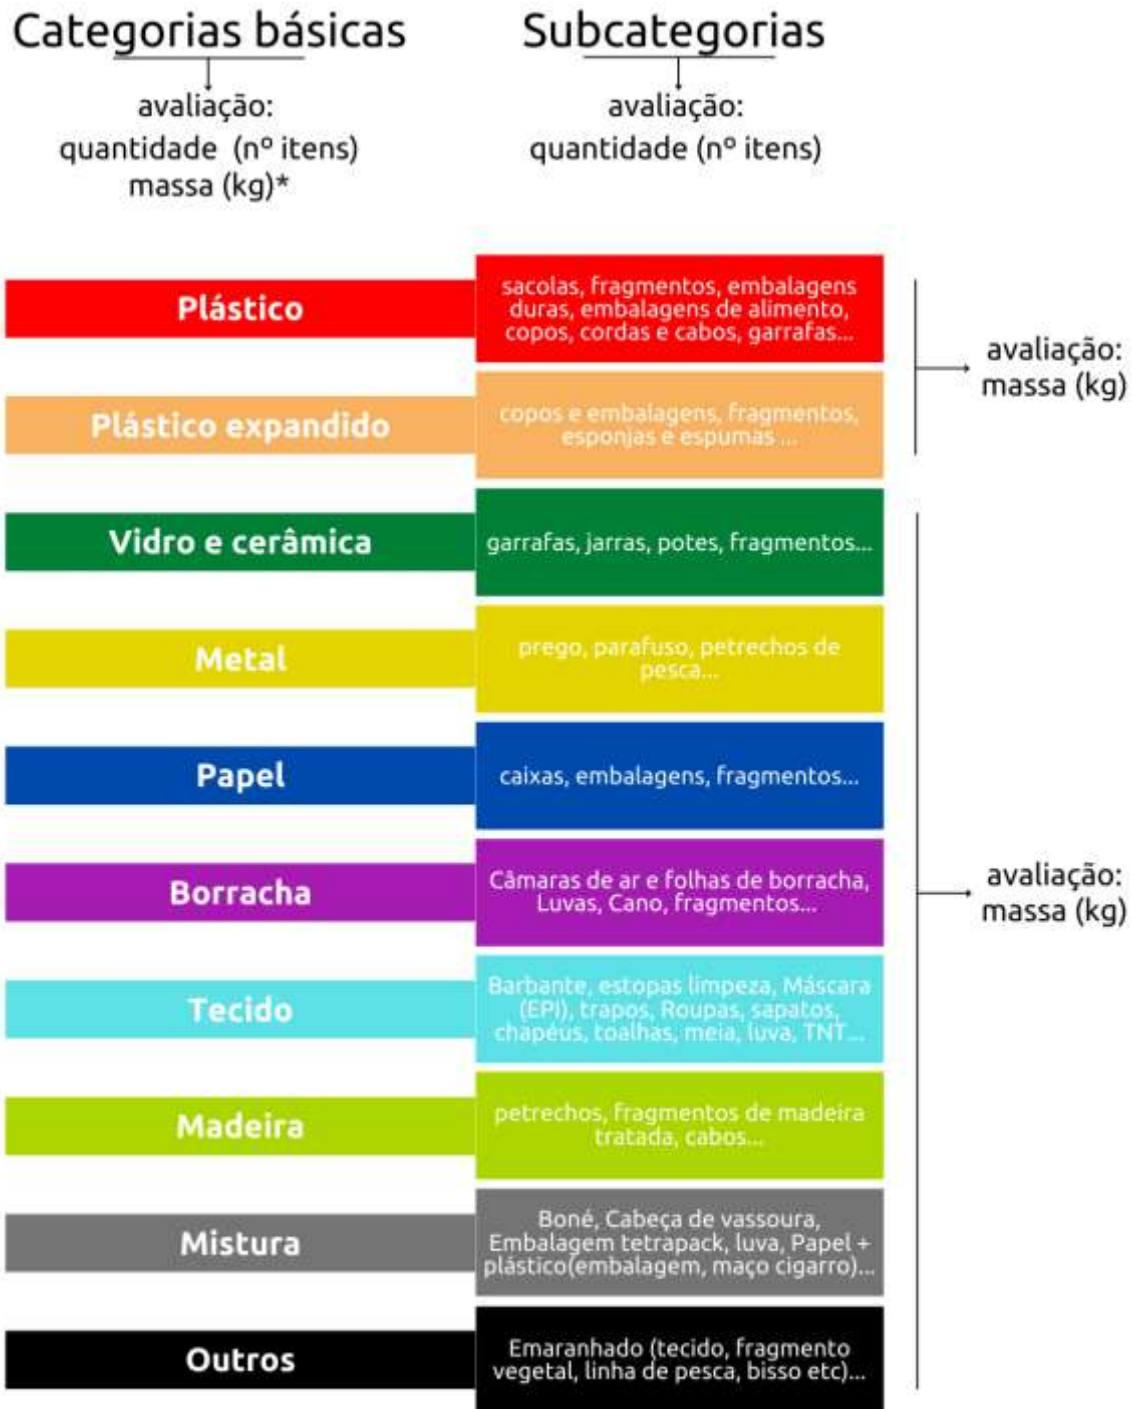 Categorias básicas
avaliação:
quantidade (nº itens)
massa (kg)*
Subcategorias
avaliação:
quantidade (nº itens)
Plástico
sacolas, fragmentos, embalagens
duras, embalagens de alimento,
copos, cordas e cabos, garrafas...
Plástico expandido
copos e embalagens, fragmentos,
esponjas e espumas ...
avaliação:
massa (kg)
Vidro e cerâmica
garrafas, jarras, potes, fragmentos...
Metal
prego, parafuso, petrechos de
pesca...
Papel
caixas, embalagens, fragmentos...
Borracha
Câmaras de ar e folhas de borracha,
Luvas, Cano, fragmentos...
Tecido
Barbante, estopas limpeza, Máscara
(EPI), trapos, Roupas, sapatos,
chapéus, toalhas, meia, luva, TNT...
Madeira
petrechos, fragmentos de madeira
tratada, cabos...
Mistura
Boné, Cabeça de vassoura,
Embalagem tetrapack, luva, Papel +
plástico(embalagem, maço cigarro)...
Outros
Emaranhado (tecido, fragmento
vegetal, linha de pesca, bisso etc)...
avaliação:
massa (kg)